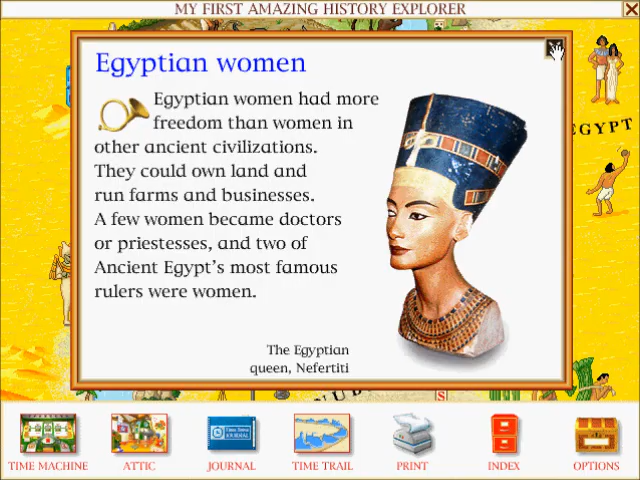 MY FIRST AMAZING HISTORY EXPLORER
Egyptian women
Egyptian women had more
freedom than women in
other ancient civilizations.
They could own land and
run farms and businesses.
A few women became doctors
or priestesses, and two of
Ancient Egypt's most famous
rulers were women.
The Egyptian
queen, Nefertiti
EGYPT
TIME MACHINE
ATTIC
JOURNAL
TIME TRAIL
PRINT
INDEX
OPTIONS